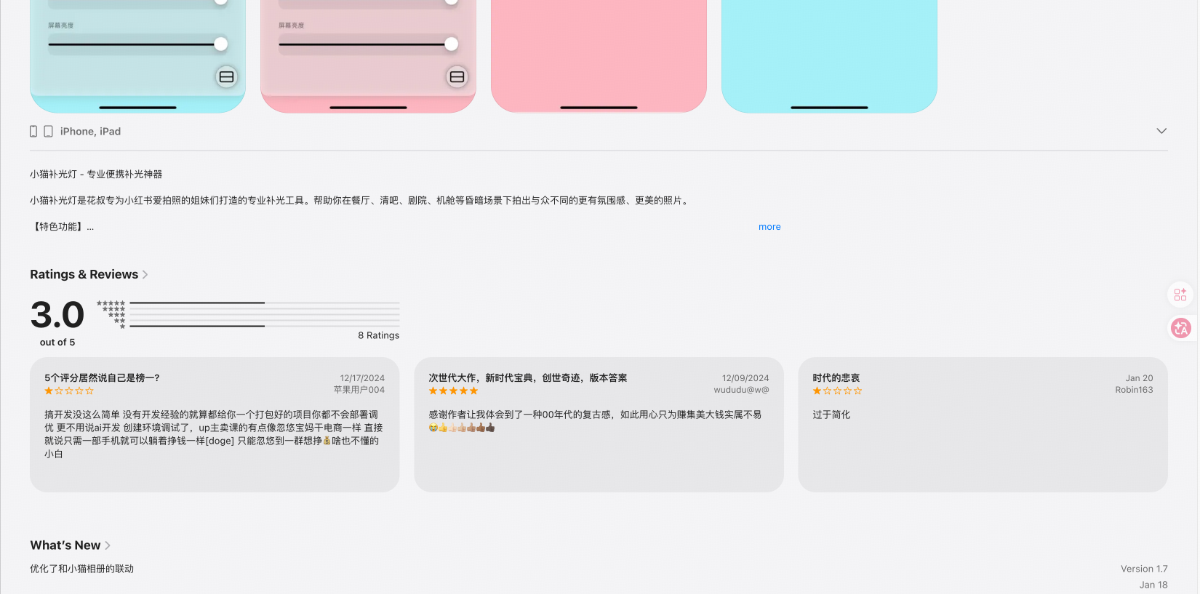 屏幕亮度
屏幕亮度
iPhone, iPad
小猫补光灯 - 专业便携补光神器
小猫补光灯是花叔专为小红书爱拍照的姐妹们打造的专业补光工具。帮助你在餐厅、清吧、剧院、机舱等昏暗场景下拍出与众不同的更有氛围感、更美的照片。
【特色功能】...
more
Ratings & Reviews
3.0
out of 5
★★★★★
★★★★
★★★
★★
★
8 Ratings
5个评分居然说自己是榜一?
12/17/2024
★☆☆☆☆
苹果用户004
搞开发没这么简单 没有开发经验的就算都给你一个打包好的项目你都不会部署调
优 更不用说ai开发 创建环境调试了，up主卖课的有点像忽悠宝妈干电商一样 直接
就说只需一部手机就可以躺着挣钱一样[doge] 只能忽悠到一群想挣💰啥也不懂的
小白
次世代大作，新时代宝典，创世奇迹，版本答案
12/09/2024
★★★★★
wududu@w@
感谢作者让我体会到了一种00年代的复古感，如此用心只为赚集美大钱实属不易
😂👍👍🏻👍🏼👍🏽👍🏾👍🏿
时代的悲哀
Jan 20
★☆☆☆☆
Robin163
过于简化
What's New
优化了和小猫相册的联动
Version 1.7
Jan 18